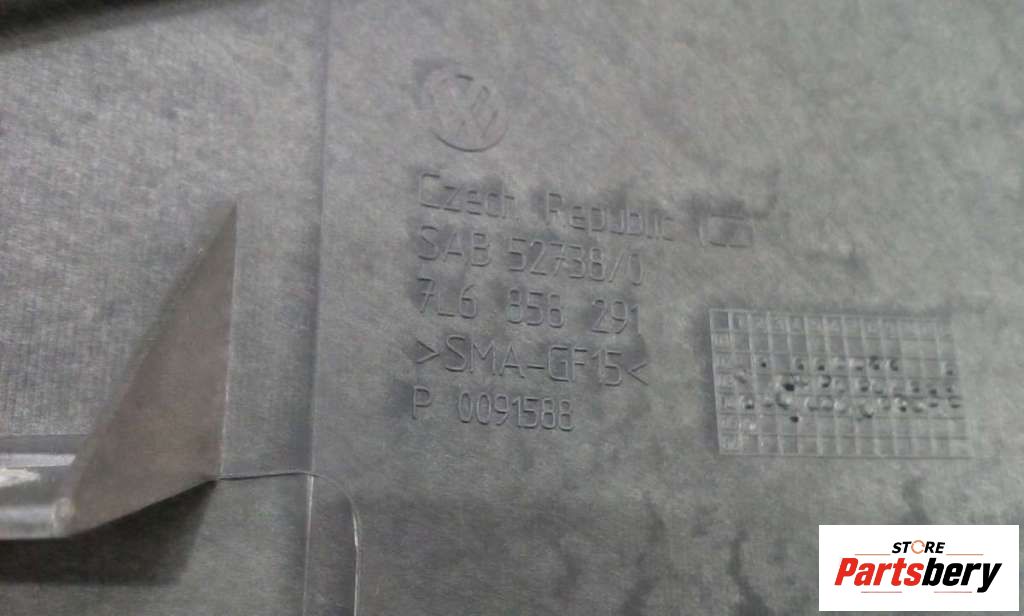 Czech Republic
SAB 52738/0
7L6 858 291
>SMA-GF15<
P 0091588
STORE
Partsbery